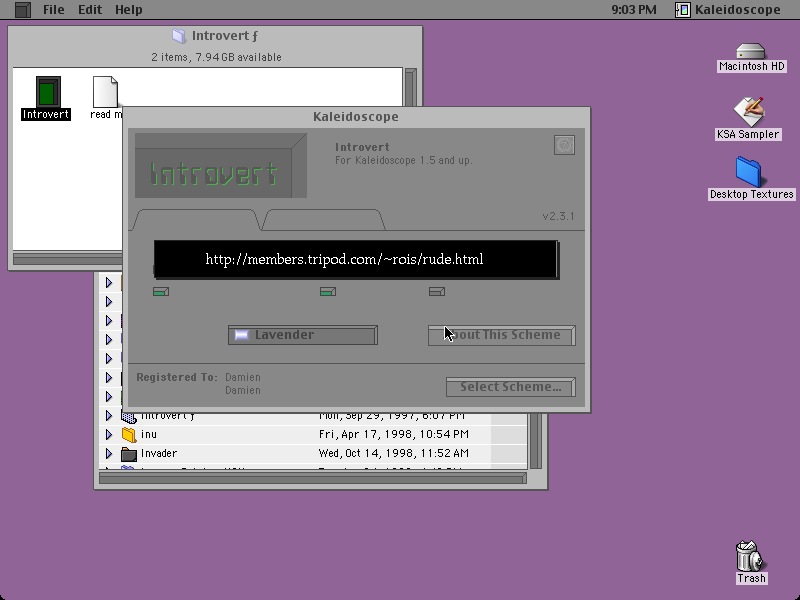 File Edit Help
9:03 PM
Kaleidoscope
Introvert ƒ
2 items, 7.94GB available
Introvert
read m
Macintosh HD
KSA Sampler
Desktop Textures
Kaleidoscope
Introvert
Introvert
For Kaleidoscope 1.5 and up.
v2.3.1
http://members.tripod.com/~rois/rude.html
Lavender
out This Scheme
Registered To: Damien
Damien
Select Scheme...
Introvert ƒ Mon, Sep 29, 1997, 6:07 PM
inu Fri, Apr 17, 1998, 10:54 PM
Invader Wed, Oct 14, 1998, 11:52 AM
Trash